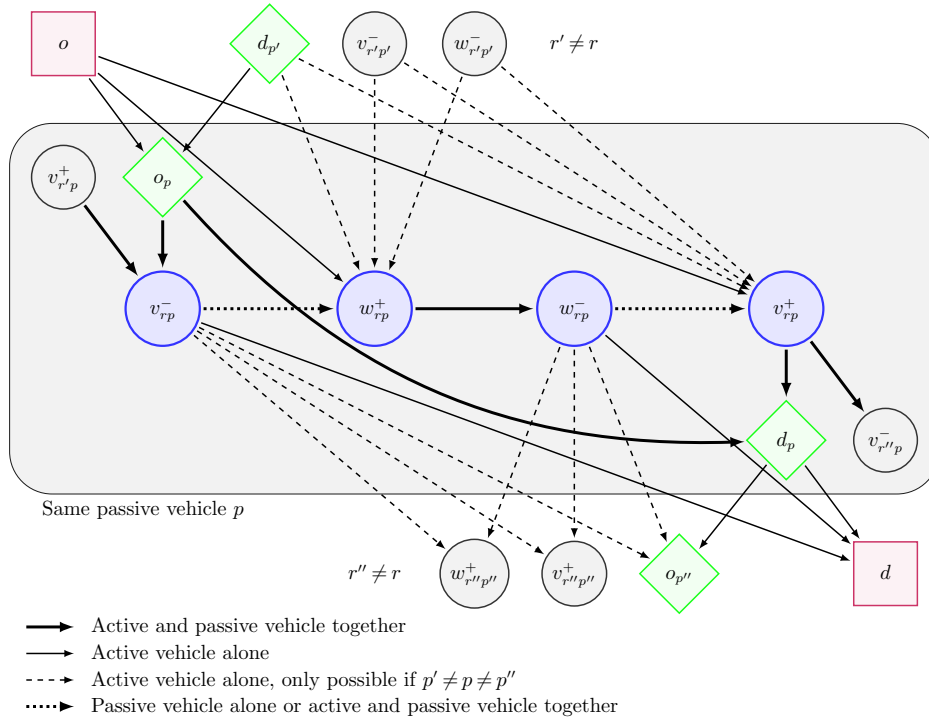 o d_{p'} v^-_{r'p'} w^-_{r'p'} r' ≠ r
v^+_{r'p} o_p
v^-_{rp} w^+_{rp} w^-_{rp} v^+_{rp}
d_p v^-_{r''p}
Same passive vehicle p
r'' ≠ r w^+_{r''p''} v^+_{r''p''} o_{p''} d
Active and passive vehicle together
Active vehicle alone
Active vehicle alone, only possible if p' ≠ p ≠ p''
Passive vehicle alone or active and passive vehicle together